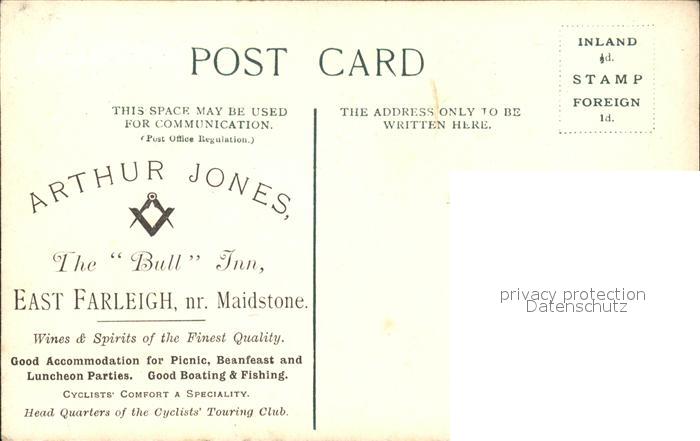 POST CARD
INLAND
½d.
STAMP
FOREIGN
1d.
THIS SPACE MAY BE USED
FOR COMMUNICATION.
(Post Office Regulation.)
THE ADDRESS ONLY TO BE
WRITTEN HERE.
ARTHUR JONES,
The "Bull" Inn,
EAST FARLEIGH, nr. Maidstone.
Wines & Spirits of the Finest Quality.
Good Accommodation for Picnic, Beanfeast and
Luncheon Parties. Good Boating & Fishing.
CYCLISTS' COMFORT A SPECIALITY.
Head Quarters of the Cyclists' Touring Club.
privacy protection
Datenschutz